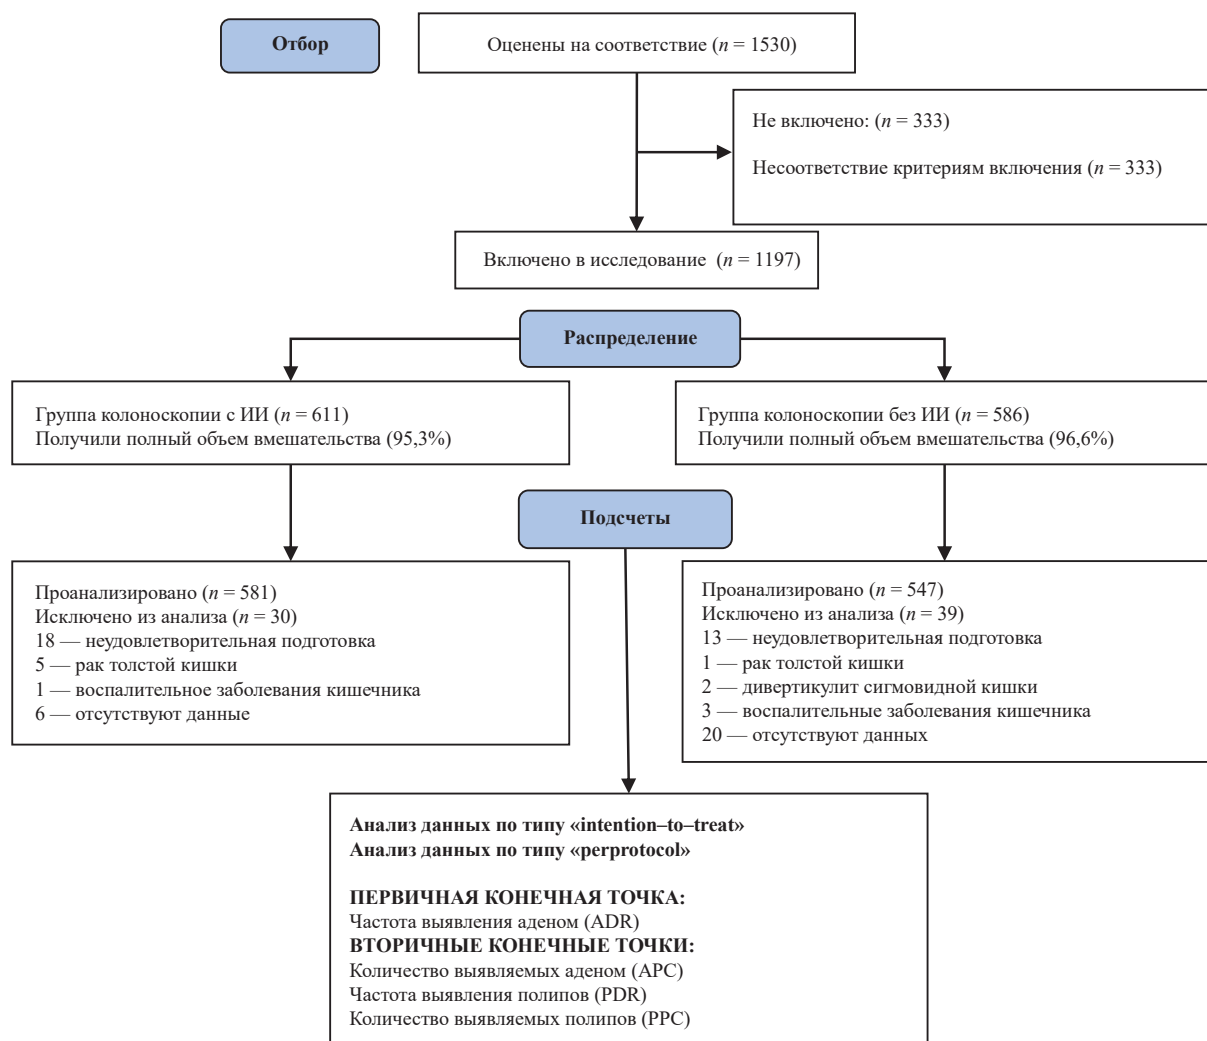 Отбор
Оценены на соответствие (n = 1530)
Не включено: (n = 333)
Несоответствие критериям включения (n = 333)
Включено в исследование (n = 1197)
Распределение
Группа колоноскопии с ИИ (n = 611)
Получили полный объем вмешательства (95,3%)
Группа колоноскопии без ИИ (n = 586)
Получили полный объем вмешательства (96,6%)
Подсчеты
Проанализировано (n = 581)
Исключено из анализа (n = 30)
18 — неудовлетворительная подготовка
5 — рак толстой кишки
1 — воспалительное заболевания кишечника
6 — отсутствуют данные
Проанализировано (n = 547)
Исключено из анализа (n = 39)
13 — неудовлетворительная подготовка
1 — рак толстой кишки
2 — дивертикулит сигмовидной кишки
3 — воспалительные заболевания кишечника
20 — отсутствуют данных
Анализ данных по типу «intention–to–treat»
Анализ данных по типу «perprotocol»
ПЕРВИЧНАЯ КОНЕЧНАЯ ТОЧКА:
Частота выявления аденом (ADR)
ВТОРИЧНЫЕ КОНЕЧНЫЕ ТОЧКИ:
Количество выявляемых аденом (APC)
Частота выявления полипов (PDR)
Количество выявляемых полипов (PPC)